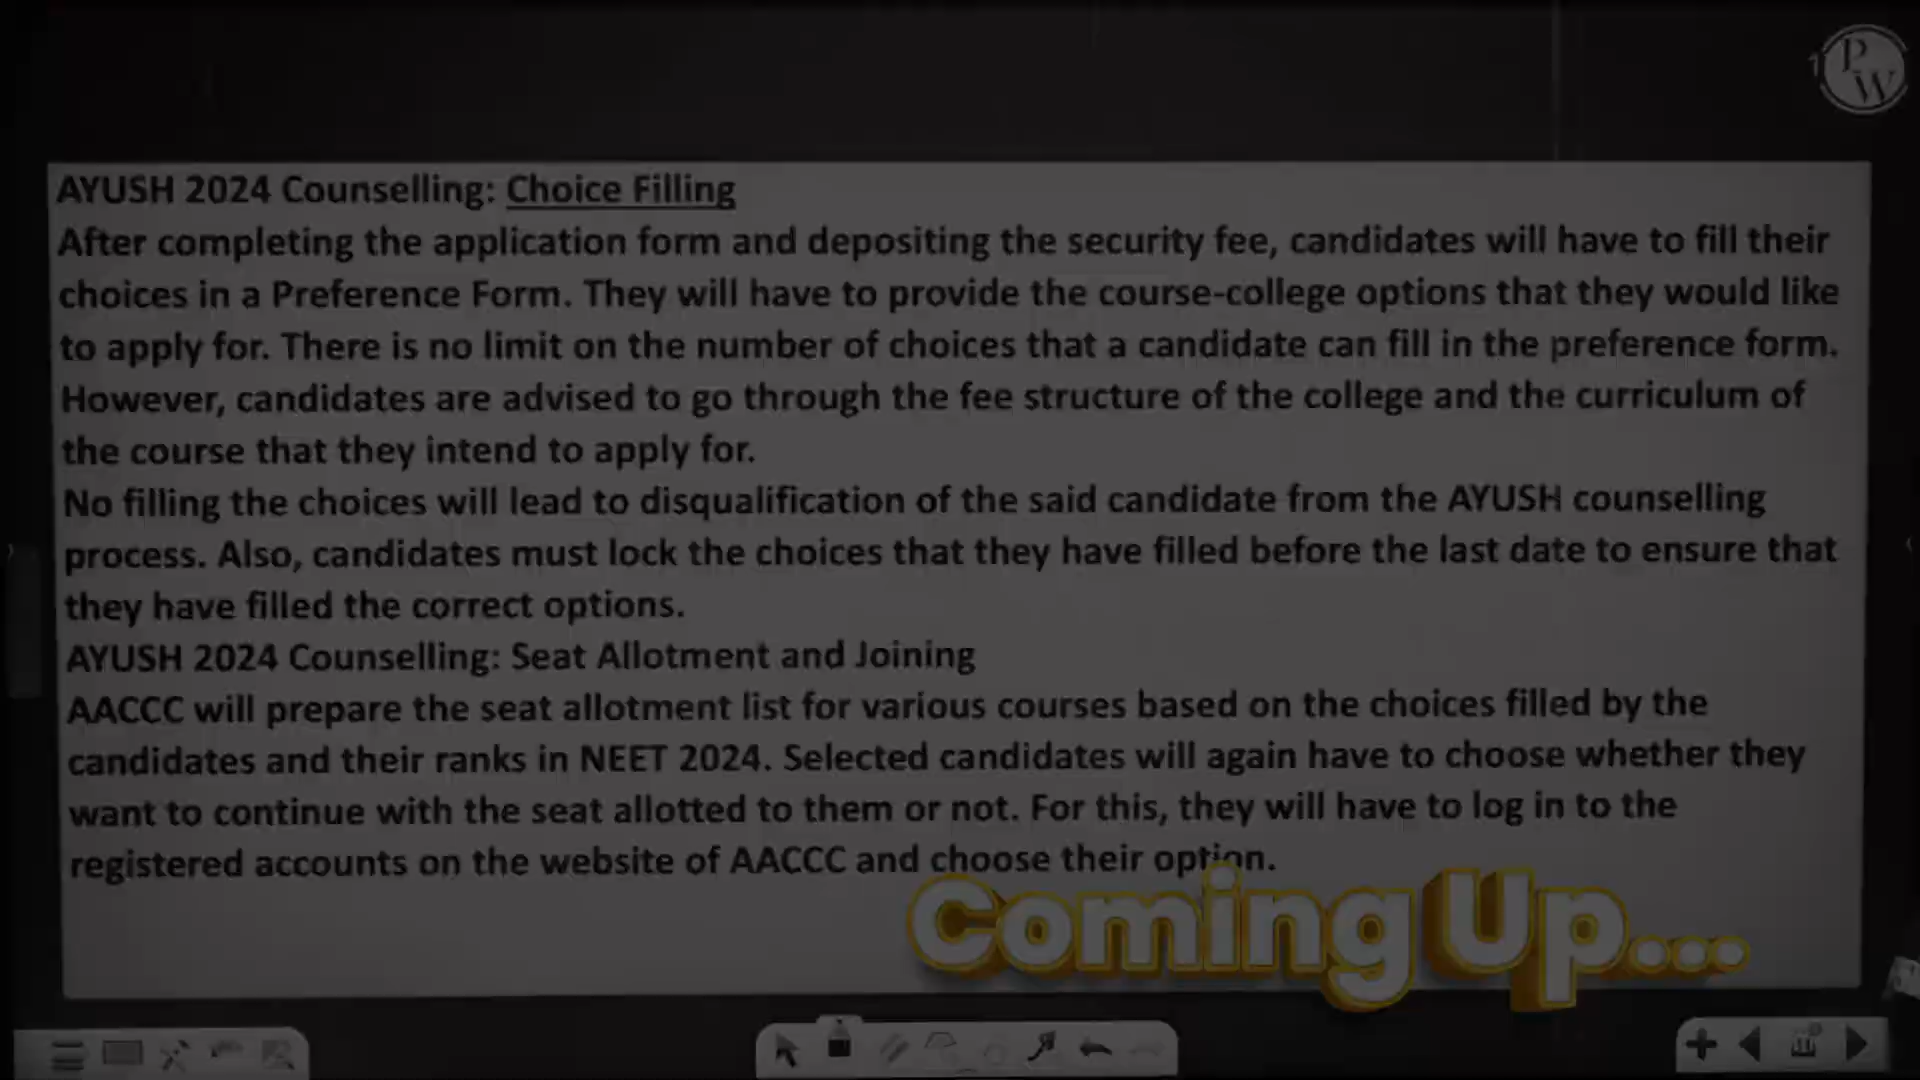 PW
AYUSH 2024 Counselling: Choice Filling
After completing the application form and depositing the security fee, candidates will have to fill their
choices in a Preference Form. They will have to provide the course-college options that they would like
to apply for. There is no limit on the number of choices that a candidate can fill in the preference form.
However, candidates are advised to go through the fee structure of the college and the curriculum of
the course that they intend to apply for.
No filling the choices will lead to disqualification of the said candidate from the AYUSH counselling
process. Also, candidates must lock the choices that they have filled before the last date to ensure that
they have filled the correct options.
AYUSH 2024 Counselling: Seat Allotment and Joining
AACCC will prepare the seat allotment list for various courses based on the choices filled by the
candidates and their ranks in NEET 2024. Selected candidates will again have to choose whether they
want to continue with the seat allotted to them or not. For this, they will have to log in to the
registered accounts on the website of AACCC and choose their option.
Coming Up...